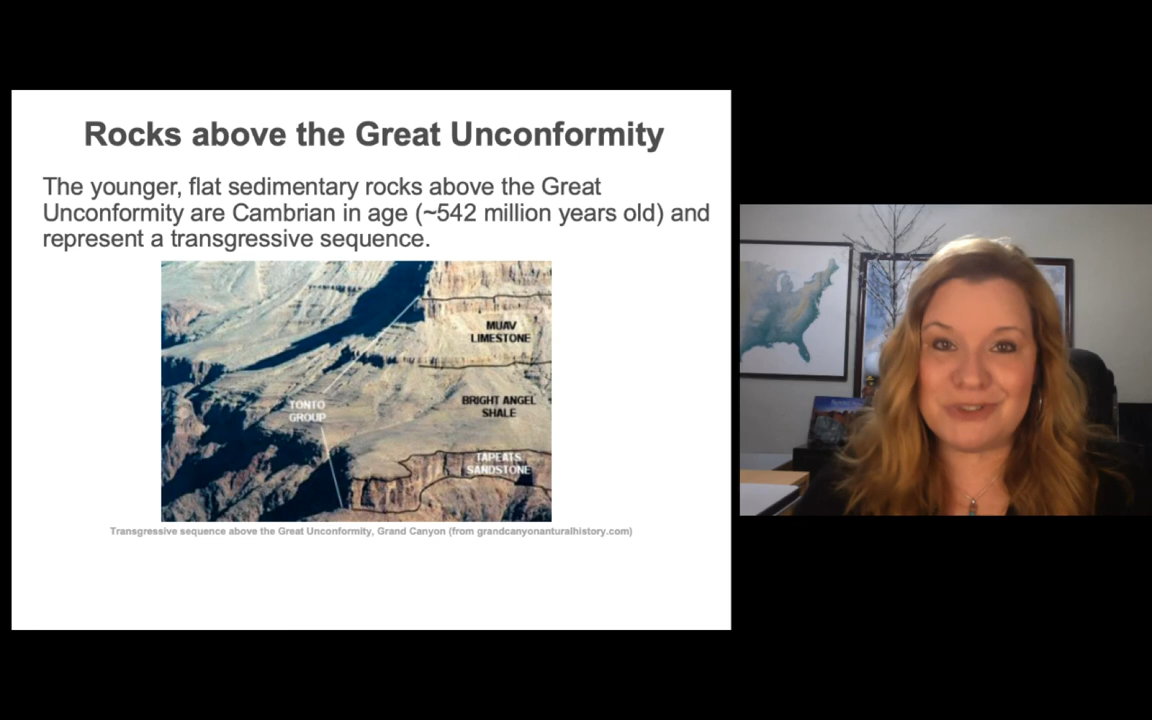 Rocks above the Great Unconformity
The younger, flat sedimentary rocks above the Great
Unconformity are Cambrian in age (~542 million years old) and
represent a transgressive sequence.
MUAV
LIMESTONE
BRIGHT ANGEL
SHALE
TONTO
GROUP
TAPEATS
SANDSTONE
Transgressive sequence above the Great Unconformity, Grand Canyon (from grandcanyonanturalhistory.com)